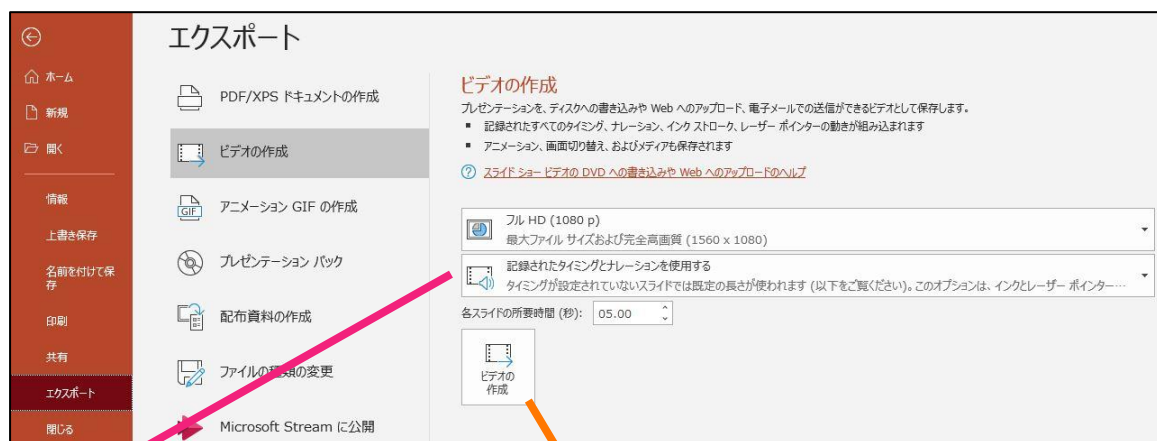 エクスポート
ホーム
新規
開く
情報
上書き保存
名前を付けて保
存
印刷
共有
エクスポート
閉じる
PDF/XPS ドキュメントの作成
ビデオの作成
GIF
アニメーション GIF の作成
プレゼンテーション パック
配布資料の作成
ファイルの種類の変更
Microsoft Stream に公開
ビデオの作成
プレゼンテーションを、ディスクへの書き込みや Web へのアップロード、電子メールでの送信ができるビデオとして保存します。
▪ 記録されたすべてのタイミング、ナレーション、インク ストローク、レーザー ポインターの動きが組み込まれます
▪ アニメーション、画面切り替え、およびメディアも保存されます
? スライド ショー ビデオの DVD への書き込みや Web へのアップロードのヘルプ
フル HD (1080 p)
最大ファイル サイズおよび完全高画質 (1560 x 1080)
記録されたタイミングとナレーションを使用する
タイミングが設定されていないスライドでは既定の長さが使われます (以下をご覧ください)。このオプションは、インクとレーザー ポインター…
各スライドの所要時間 (秒): 05.00
ビデオの
作成